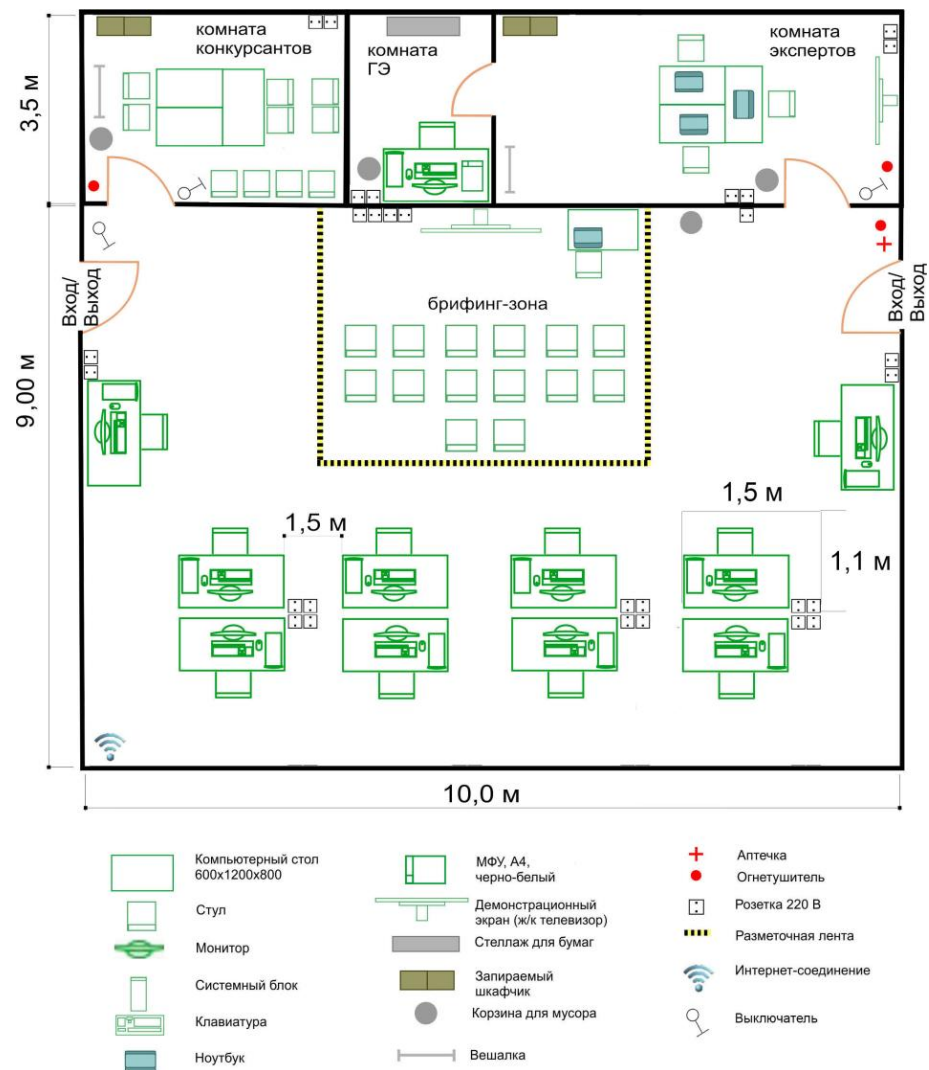 комната
конкурсантов
комната
ГЭ
комната
экспертов
3,5 м
Вход/
Выход
Вход/
Выход
брифинг-зона
9,00 м
1,5 м
1,5 м
1,1 м
10,0 м
Компьютерный стол
600х1200х800
Стул
Монитор
Системный блок
Клавиатура
Ноутбук
МФУ, А4,
черно-белый
Демонстрационный
экран (ж/к телевизор)
Стеллаж для бумаг
Запираемый
шкафчик
Корзина для мусора
Вешалка
Аптечка
Огнетушитель
Розетка 220 В
Разметочная лента
Интернет-соединение
Выключатель